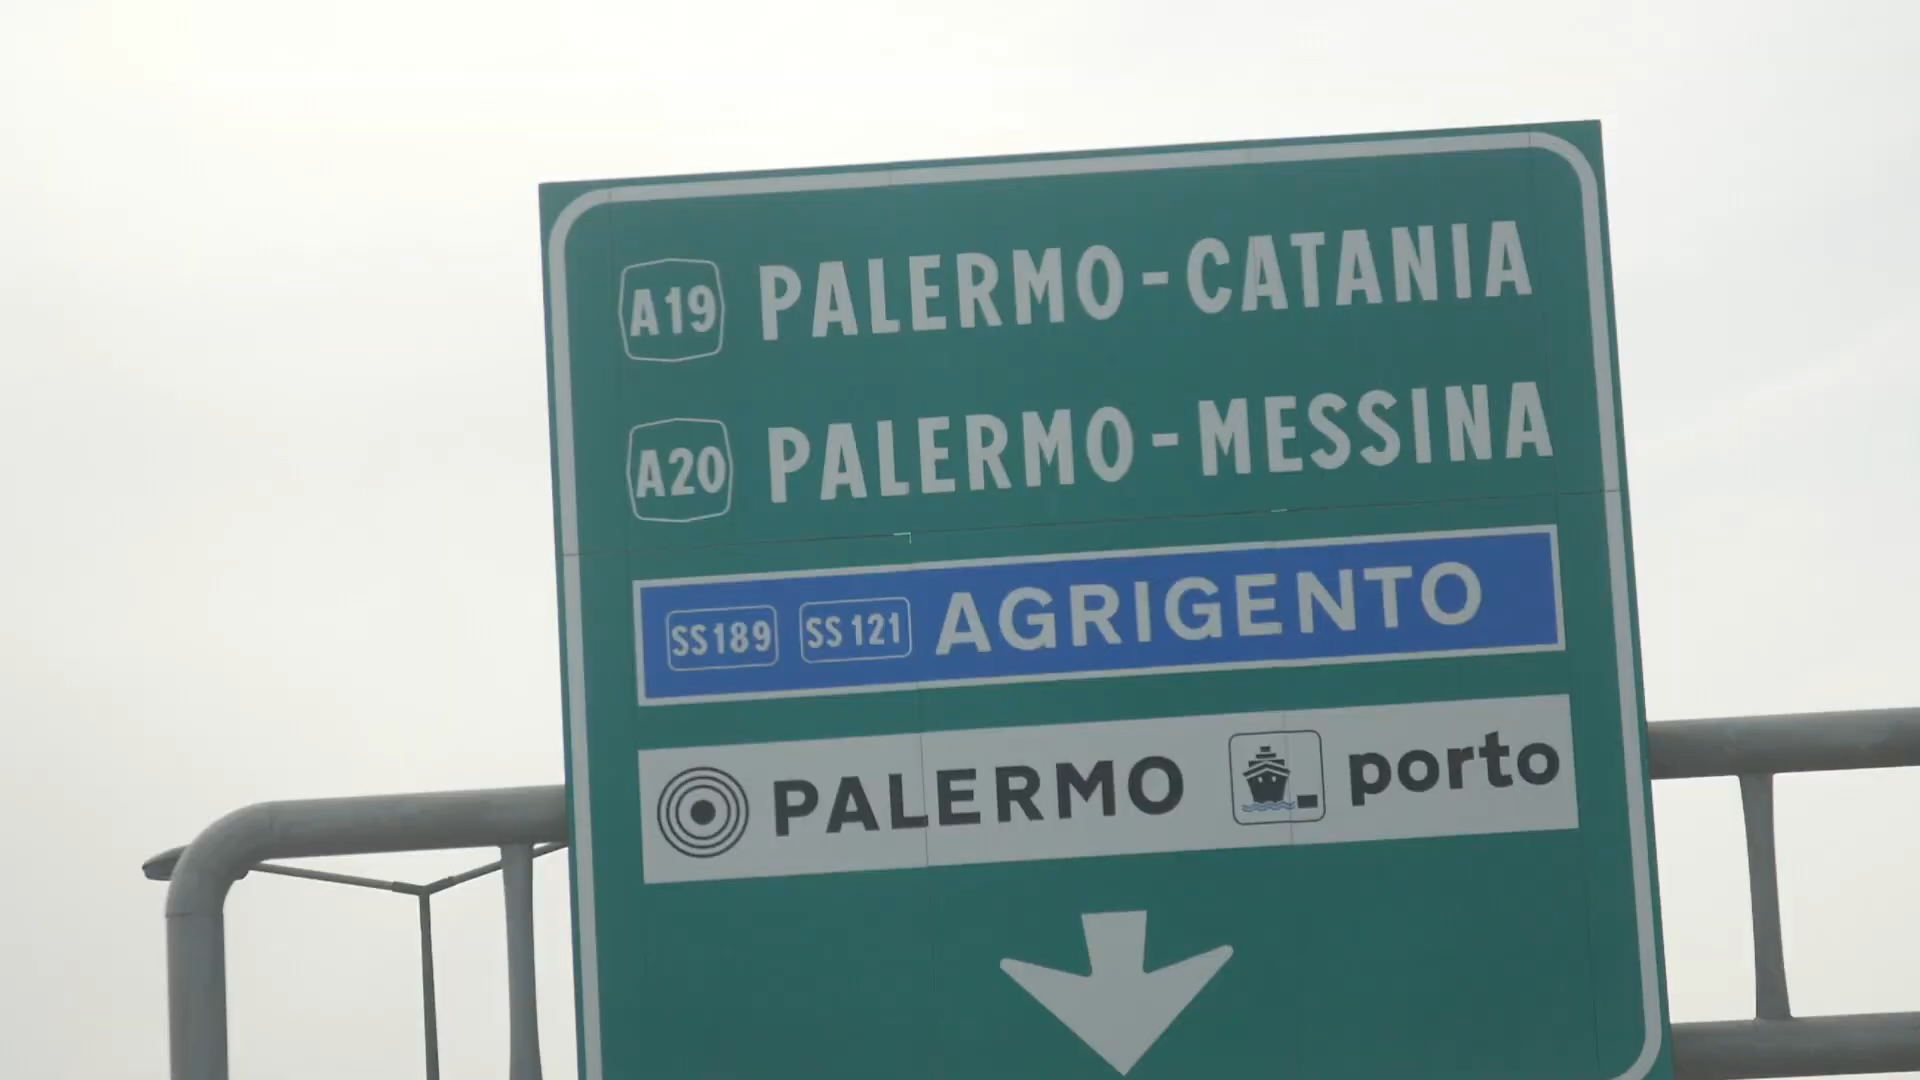 A19 PALERMO-CATANIA
A20 PALERMO-MESSINA
SS189 SS121 AGRIGENTO
PALERMO porto